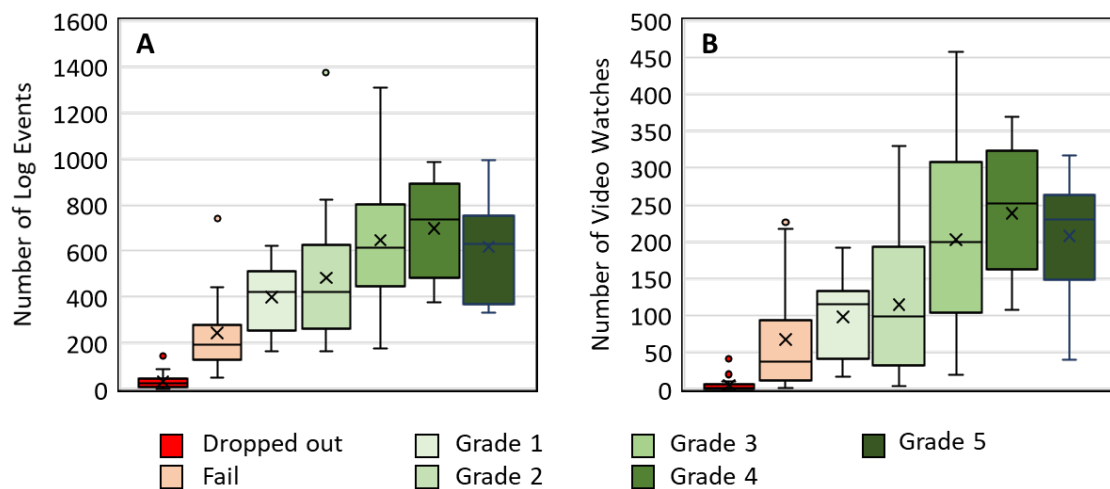 A
Number of Log Events
1600
1400
1200
1000
800
600
400
200
0
B
Number of Video Watches
500
450
400
350
300
250
200
150
100
50
0
Dropped out
Grade 1
Grade 3
Grade 5
Fail
Grade 2
Grade 4